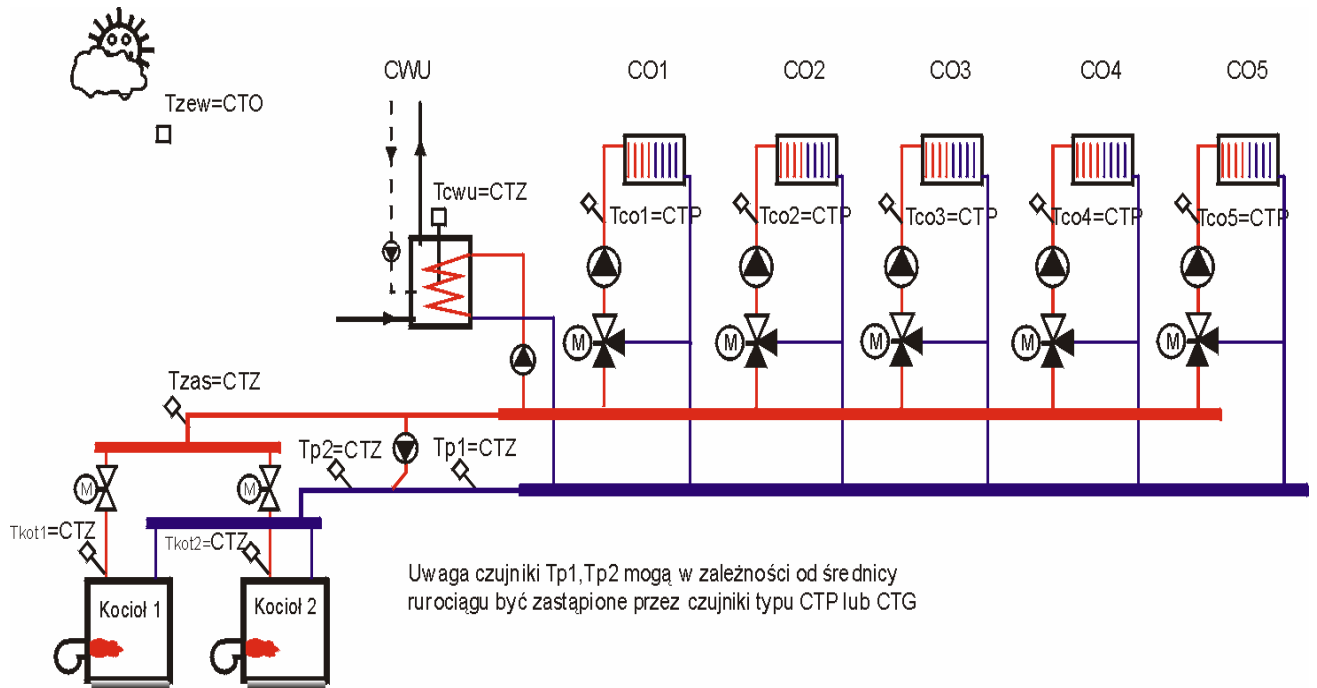 CWU
CO1
CO2
CO3
CO4
CO5
Tzew=CTO
Tcwu=CTZ
Tco1=CTP
Tco2=CTP
Tco3=CTP
Tco4=CTP
Tco5=CTP
M
M
M
M
M
Tzas=CTZ
Tp2=CTZ
Tp1=CTZ
M
M
Tkot1=CTZ
Tkot2=CTZ
Kocioł 1
Kocioł 2
Uwaga czujniki Tp1,Tp2 mogą w zależności od średnicy
rurociągu być zastąpione przez czujniki typu CTP lub CTG